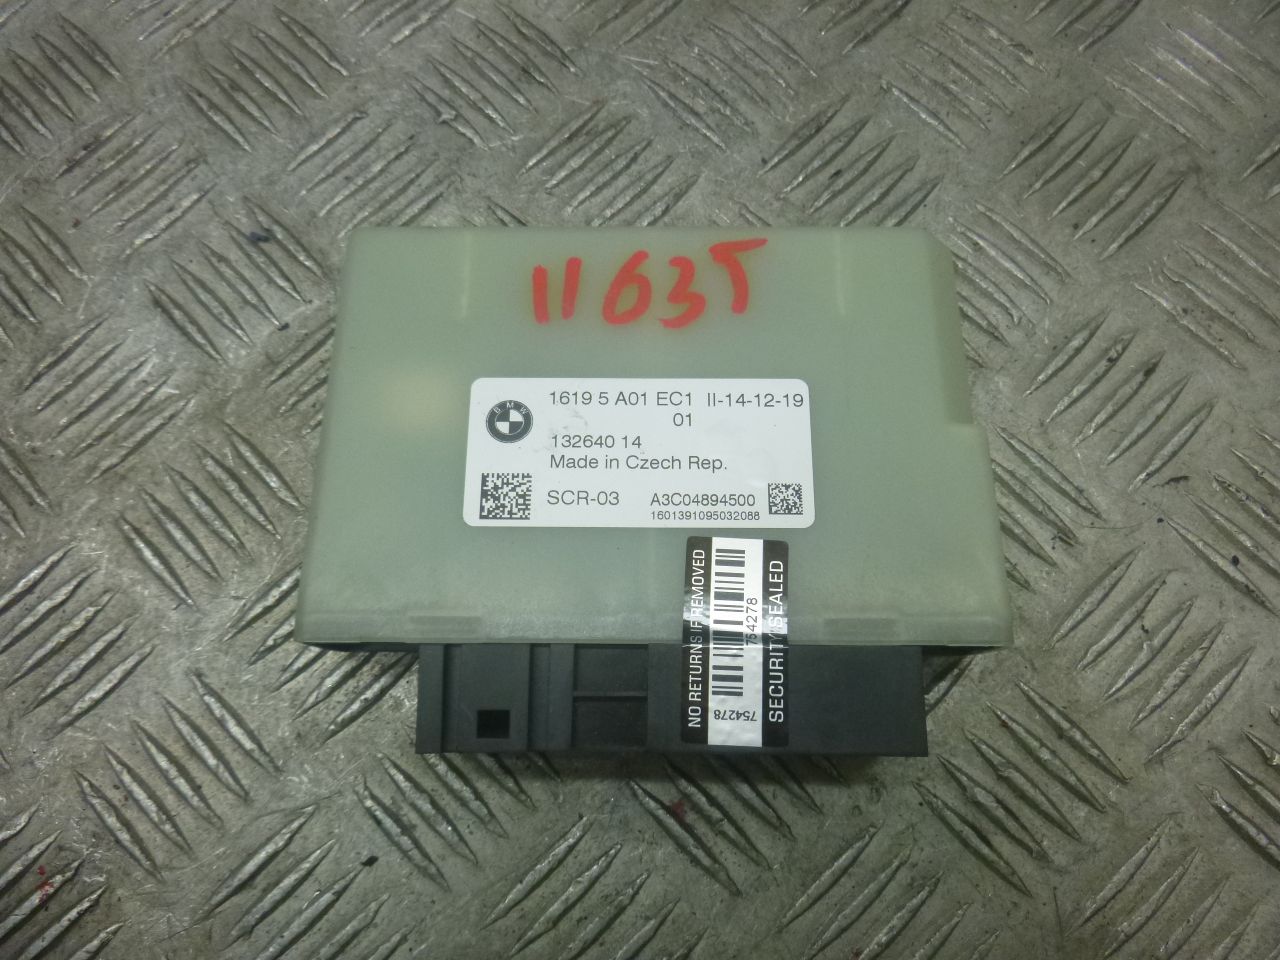 11635
BMW
1619 5 A01 EC1 II-14-12-19
01
132640 14
Made in Czech Rep.
SCR-03 A3C04894500
1601391095032088
NO RETURNS IF REMOVED
754278
754278
SECURITY SEALED